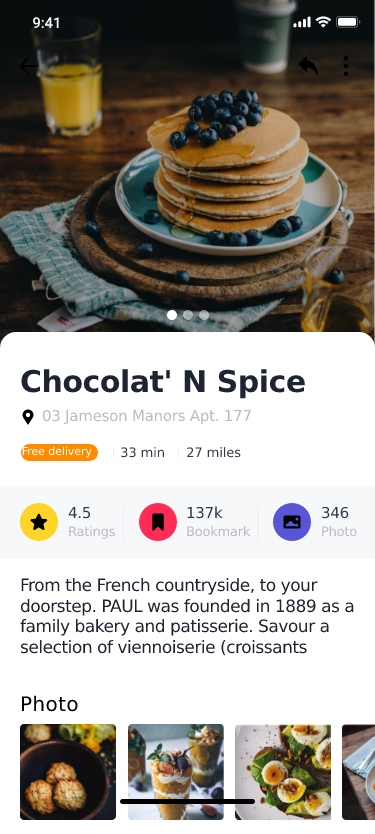 9:41
Chocolat' N Spice
03 Jameson Manors Apt. 177
Free delivery
33 min
27 miles
4.5
Ratings
137k
Bookmark
346
Photo
From the French countryside, to your
doorstep. PAUL was founded in 1889 as a
family bakery and patisserie. Savour a
selection of viennoiserie (croissants
Photo